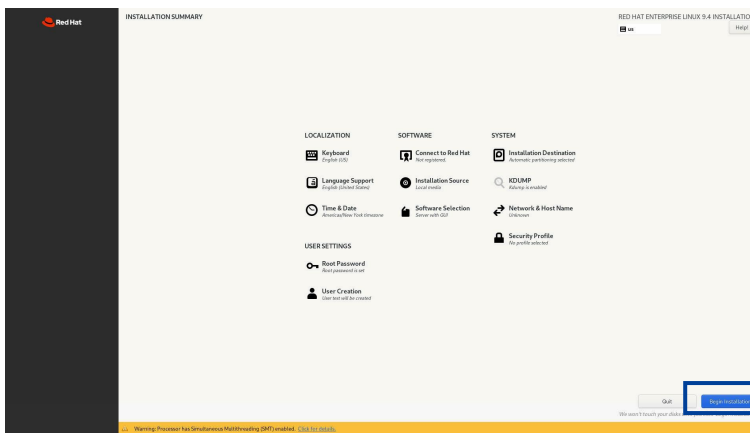 Red Hat
INSTALLATION SUMMARY
RED HAT ENTERPRISE LINUX 9.4 INSTALLATIO
us
Help!
LOCALIZATION
Keyboard
English (US)
Language Support
English (United States)
Time & Date
Americas/New York timezone
USER SETTINGS
Root Password
Root password is set
User Creation
User test will be created
SOFTWARE
Connect to Red Hat
Not registered.
Installation Source
Local media
Software Selection
Server with GUI
SYSTEM
Installation Destination
Automatic partitioning selected
KDUMP
Kdump is enabled
Network & Host Name
Unknown
Security Profile
No profile selected
Quit
Begin Installation
We won't touch your disks
Warning: Processor has Simultaneous Multithreading (SMT) enabled. Click for details.